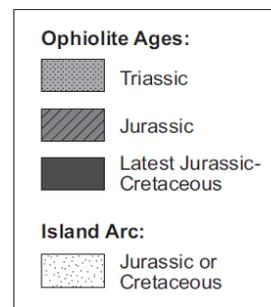 Ophiolite Ages:
Triassic
Jurassic
Latest Jurassic-
Cretaceous
Island Arc:
Jurassic or
Cretaceous